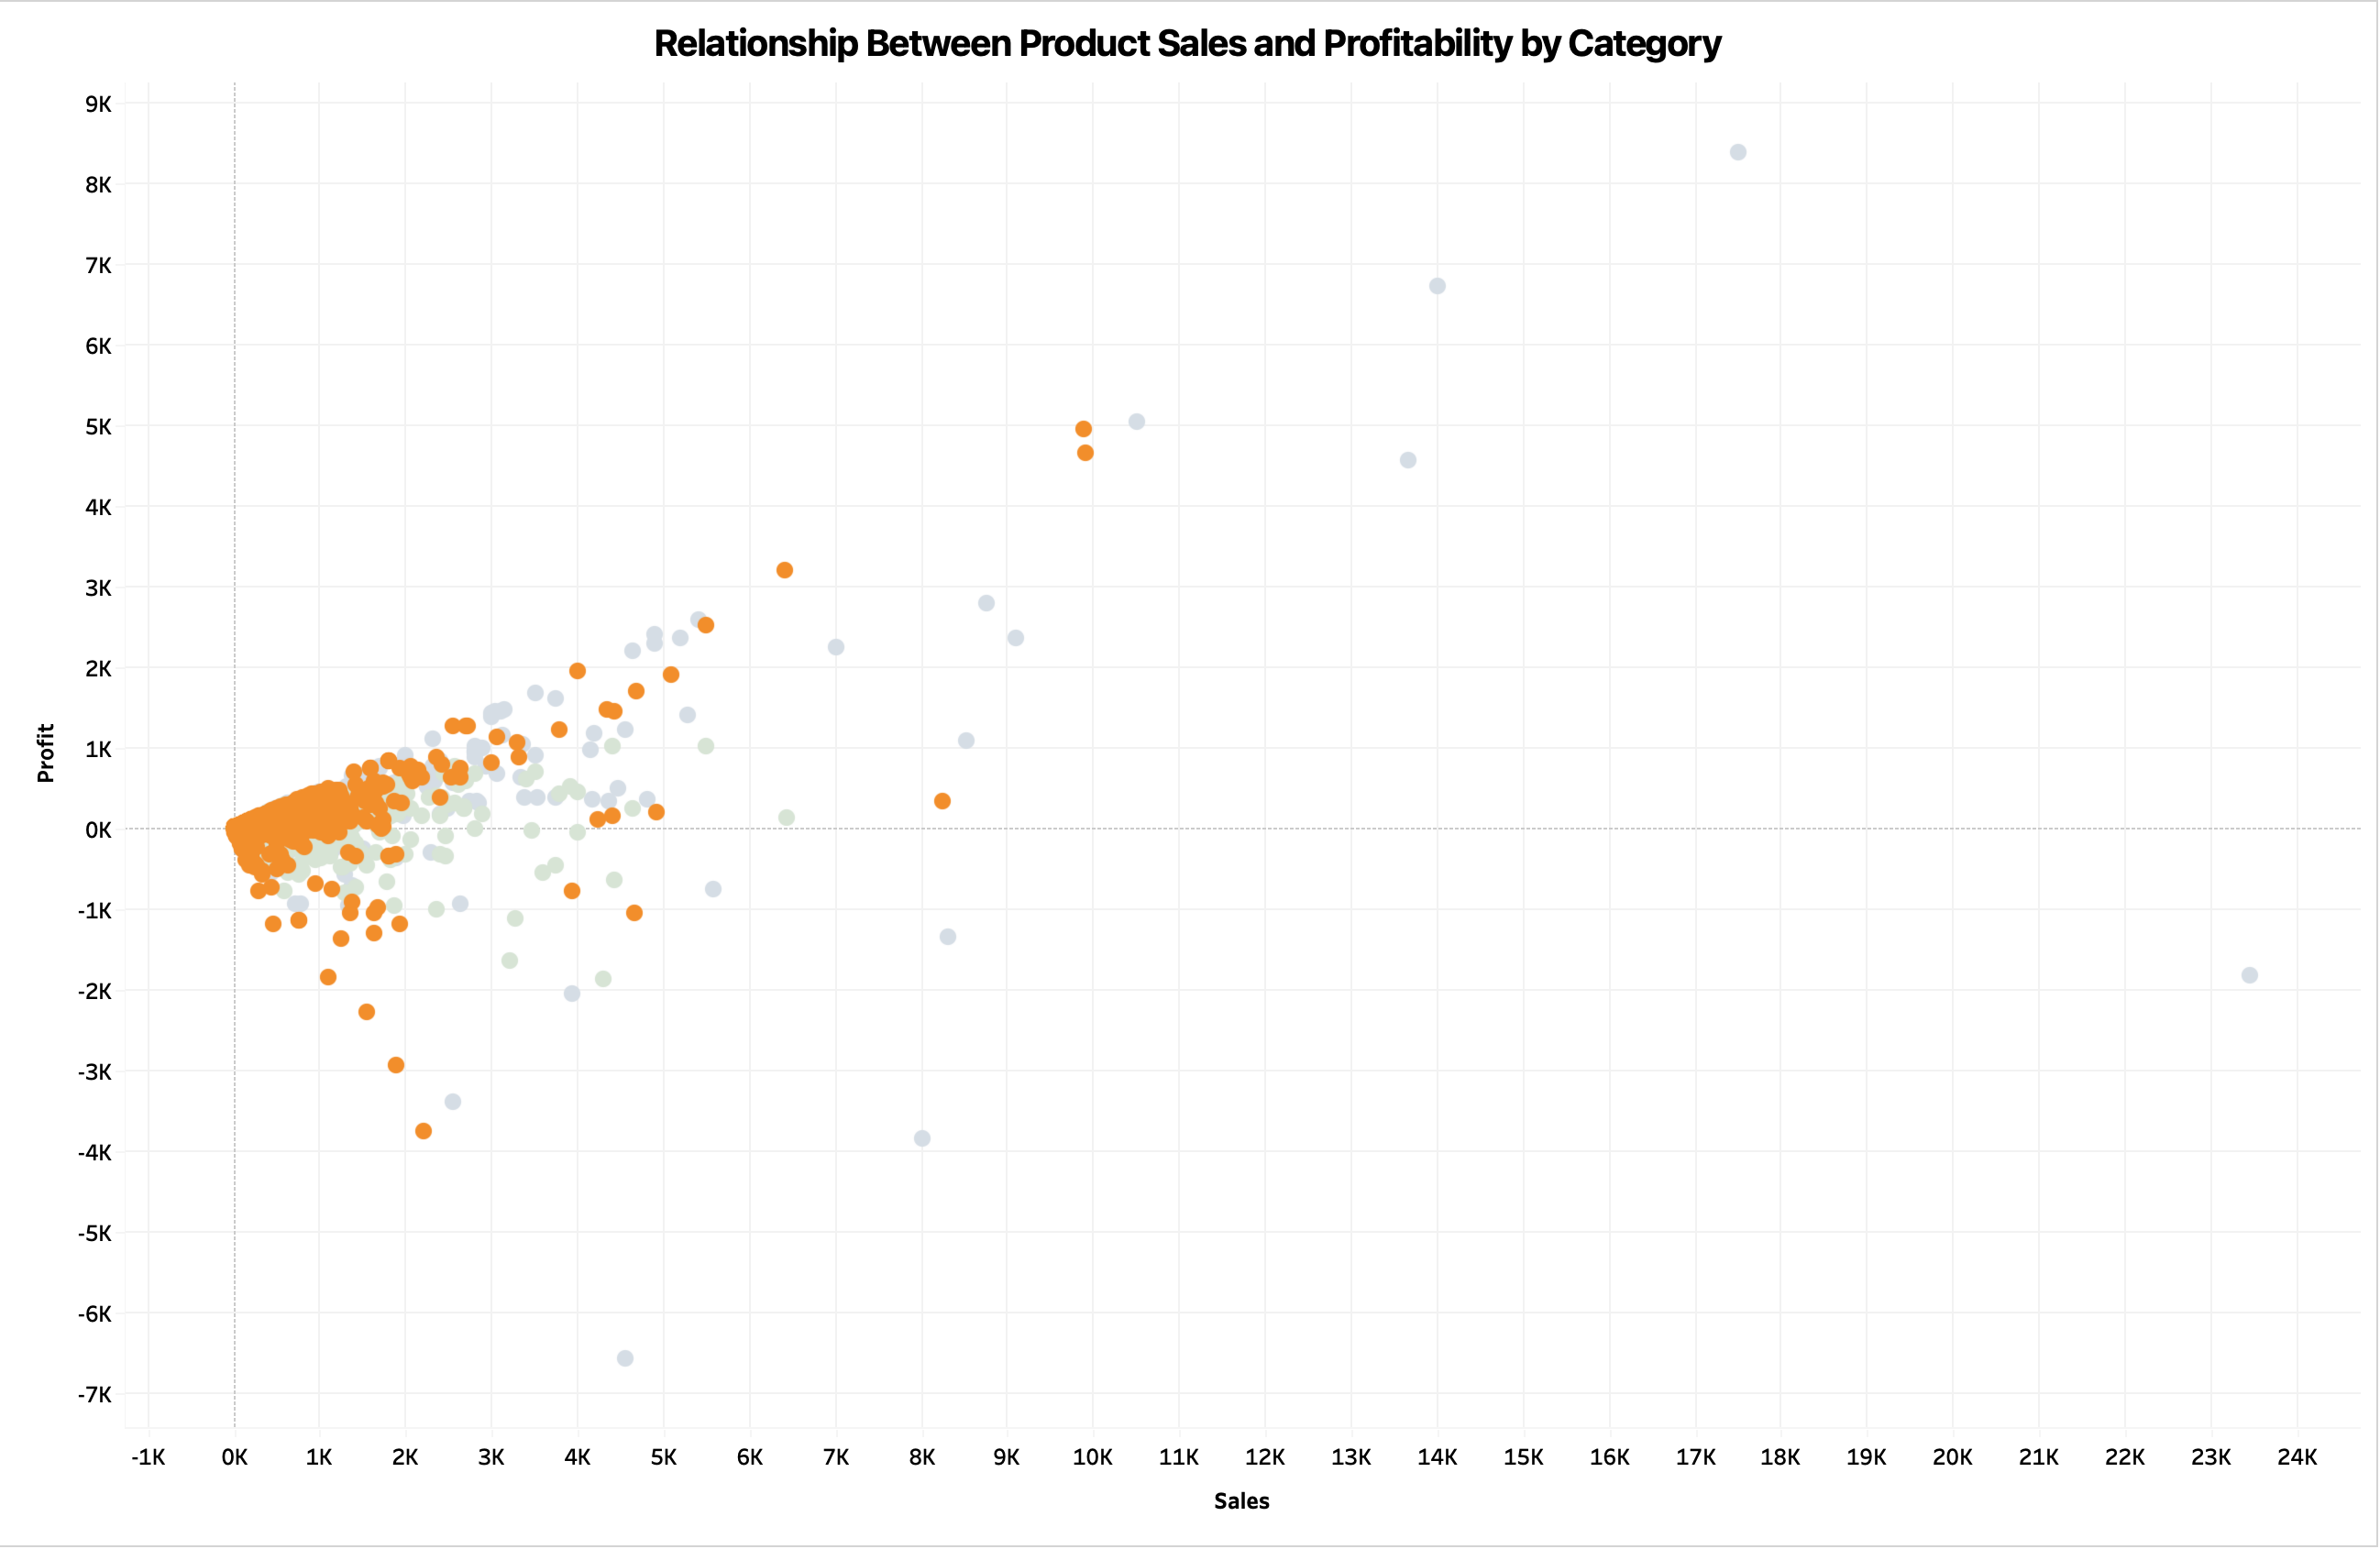 Relationship Between Product Sales and Profitability by Category
9K
8K
7K
6K
5K
4K
3K
2K
1K
0K
-1K
-2K
-3K
-4K
-5K
-6K
-7K
Profit
-1K 0K 1K 2K 3K 4K 5K 6K 7K 8K 9K 10K 11K 12K 13K 14K 15K 16K 17K 18K 19K 20K 21K 22K 23K 24K
Sales